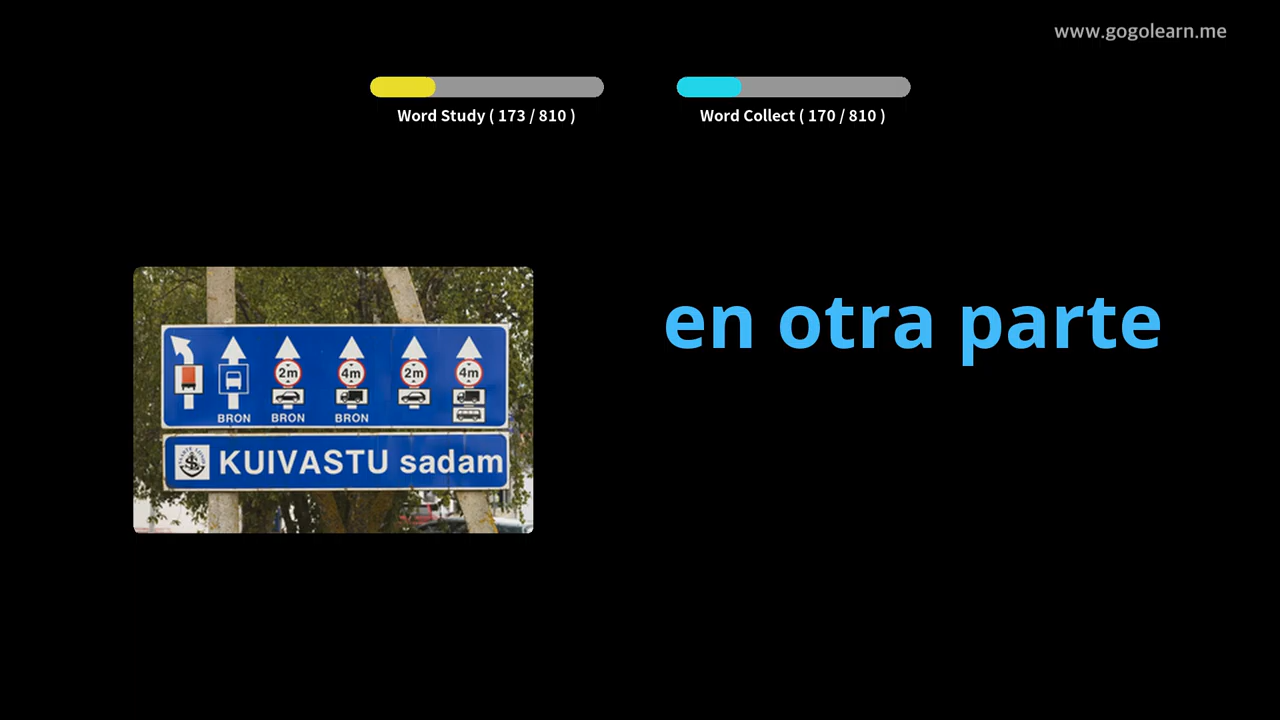 www.gogolearn.me
Word Study ( 173 / 810 )
Word Collect ( 170 / 810 )
en otra parte
2m
4m
2m
4m
BRON
BRON
BRON
KUIVASTU sadam